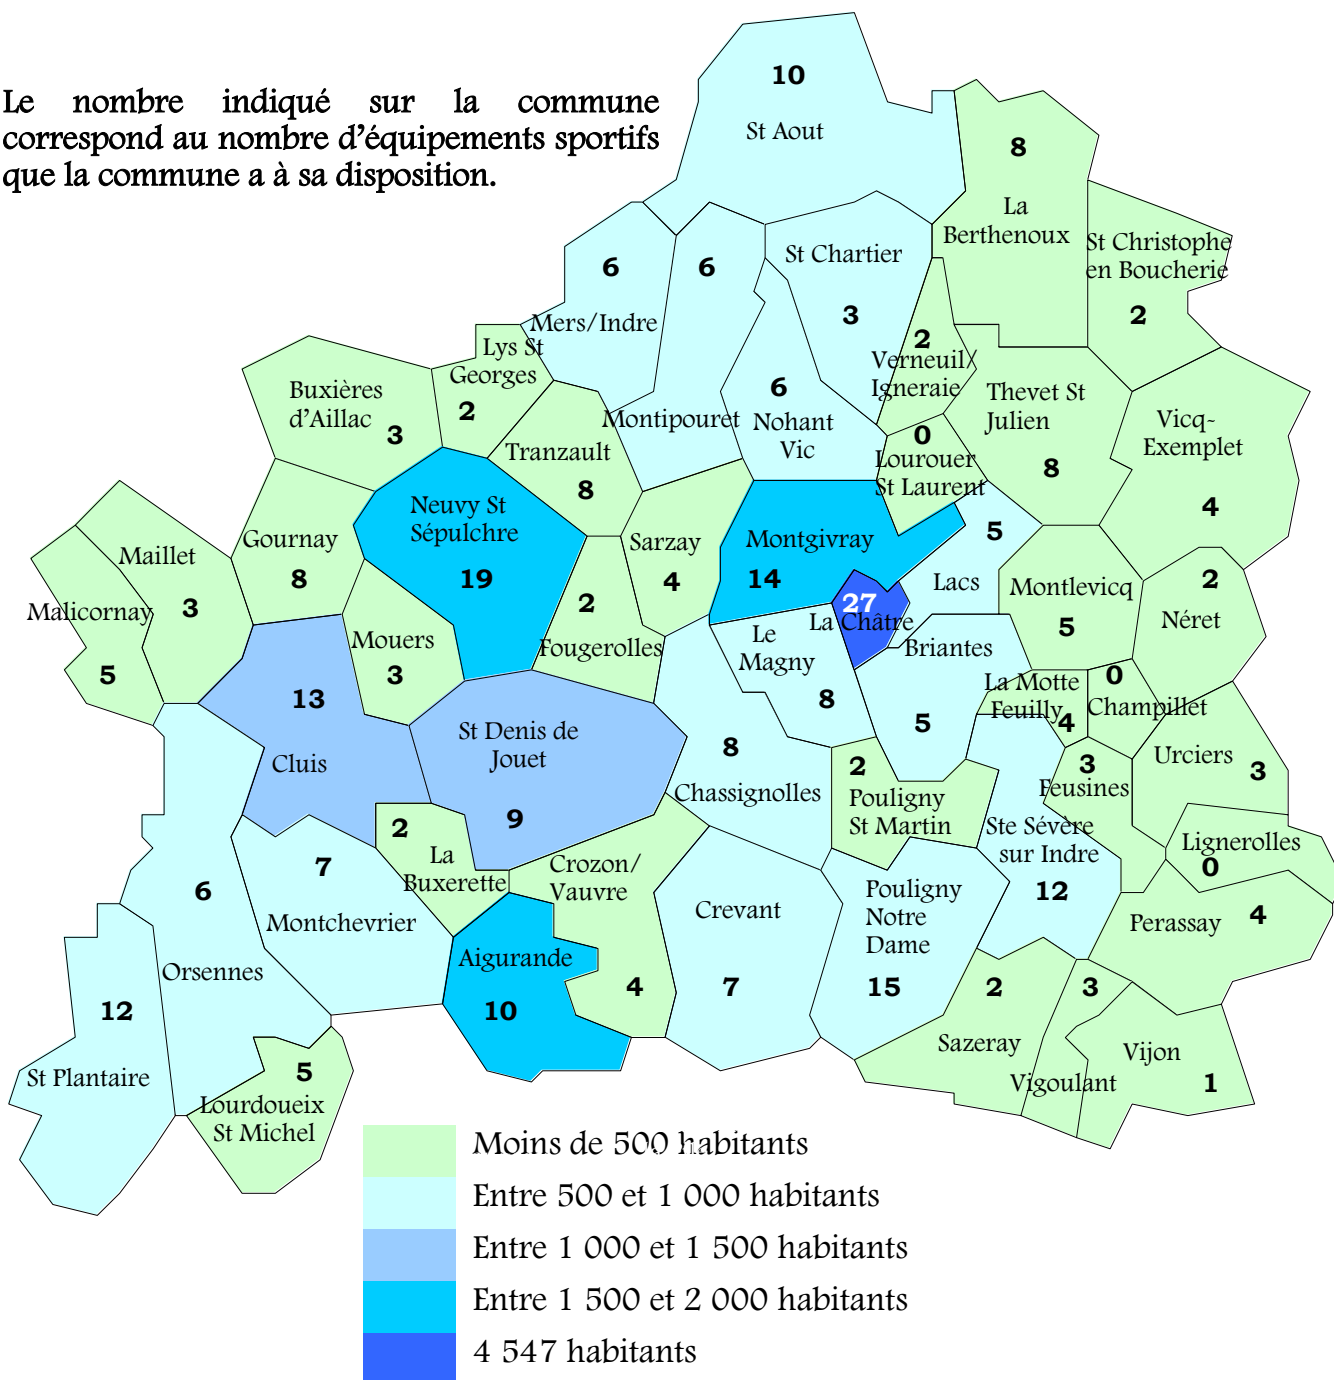 Le nombre indiqué sur la commune
correspond au nombre d'équipements sportifs
que la commune a à sa disposition.
10
St Aout
8
La
Berthenoux
St Christophe
en Boucherie
2
6
Mers/Indre
6
Montipouret
St Chartier
3
2
Verneuil/
Igneraie
6
Nohant
Vic
Lys St
Georges
2
Buxières
d'Aillac
3
Tranzault
8
0
Lourouer
St Laurent
Thevet St
Julien
8
Vicq-
Exemplet
4
Neuvy St
Sépulchre
19
Gournay
8
Maillet
3
Malicornay
5
Sarzay
4
Montgivray
14
5
Lacs
27
La Châtre
Montlevicq
5
2
Néret
2
Fougerolles
Mouers
3
Le
Magny
8
Briantes
5
La Motte
Feuilly
4
0
Champillet
13
Cluis
St Denis de
Jouet
9
8
Chassignolles
2
Pouligny
St Martin
3
Feusines
Urciers
3
Ste Sévère
sur Indre
12
Lignerolles
0
2
La
Buxerette
7
Montchevrier
Crozon/
Vauvre
4
Crevant
7
Pouligny
Notre
Dame
15
Perassay
4
6
Orsennes
Aigurande
10
12
St Plantaire
2
Sazeray
3
Vigoulant
Vijon
1
5
Lourdoueix
St Michel
Moins de 500 habitants
Entre 500 et 1 000 habitants
Entre 1 000 et 1 500 habitants
Entre 1 500 et 2 000 habitants
4 547 habitants